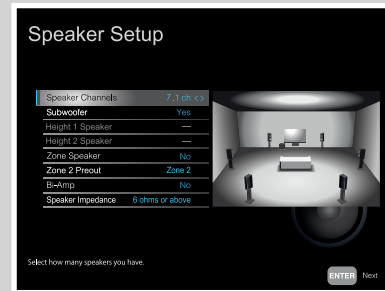 Speaker Setup
Speaker Channels 7.1 ch <>
Subwoofer Yes
Height 1 Speaker —
Height 2 Speaker —
Zone Speaker No
Zone 2 Preout Zone 2
Bi-Amp No
Speaker Impedance 6 ohms or above
Select how many speakers you have.
ENTER Next